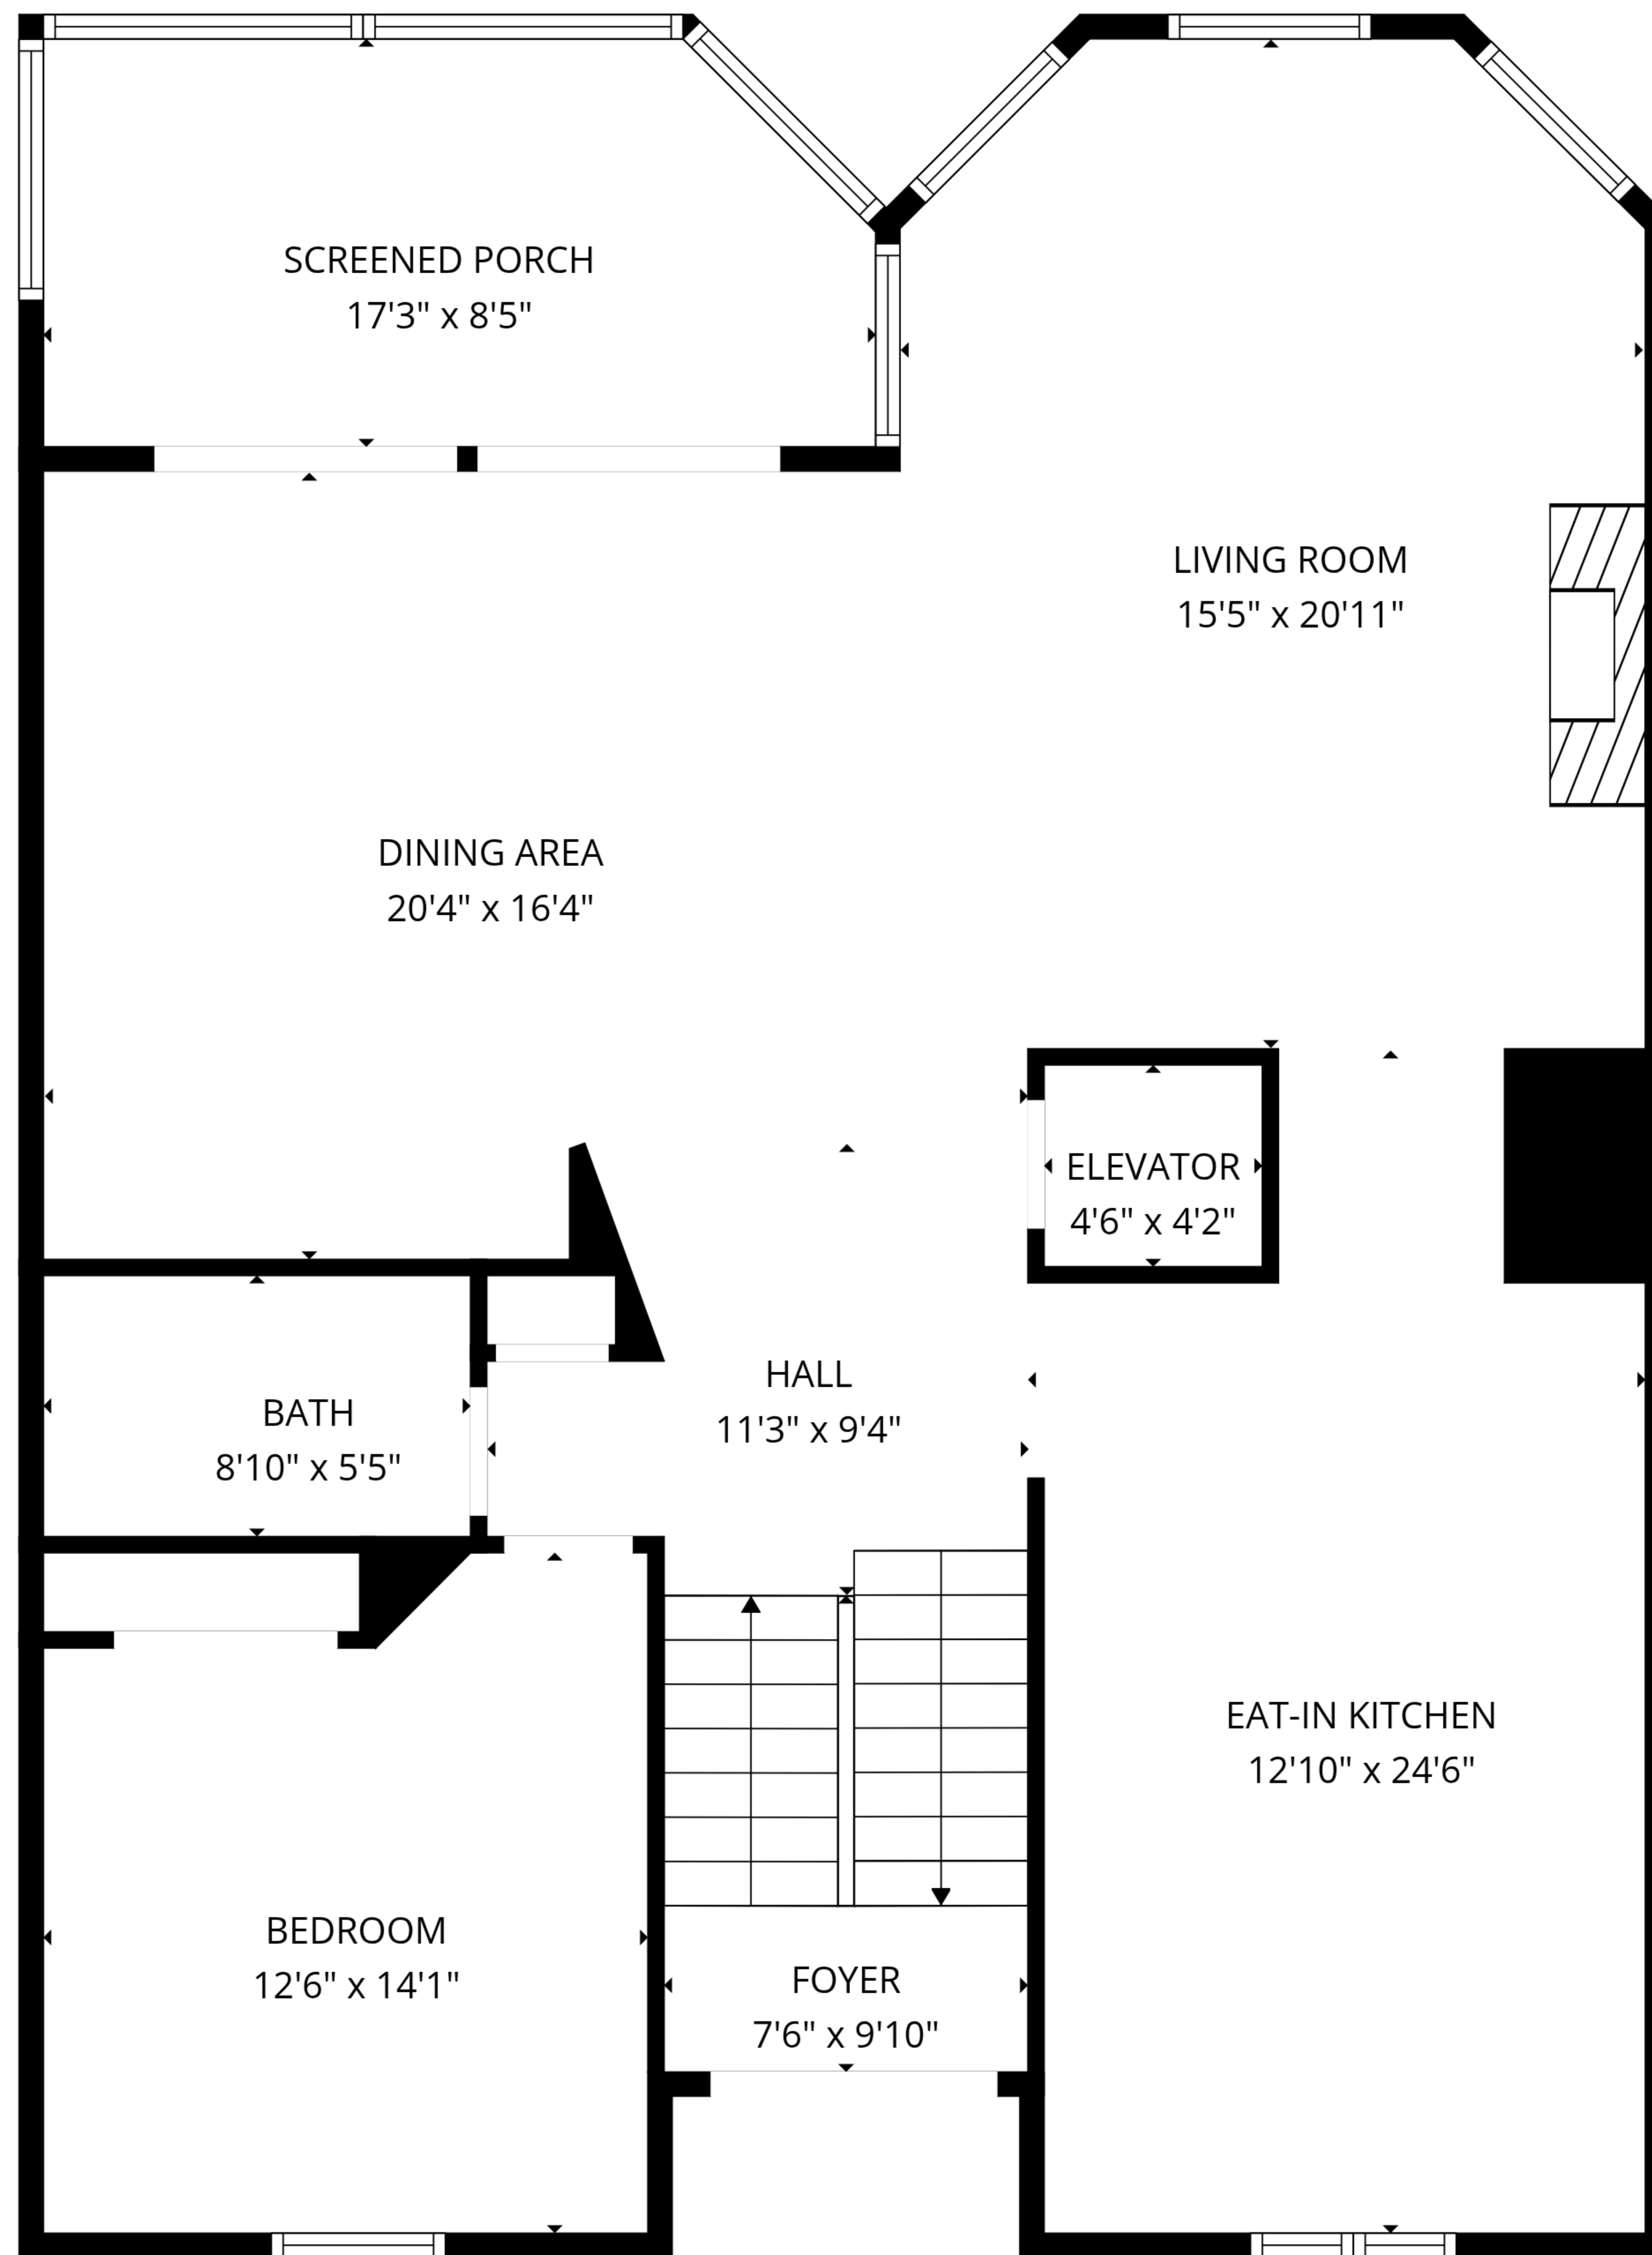 SCREENED PORCH
17'3" x 8'5"
LIVING ROOM
15'5" x 20'11"
DINING AREA
20'4" x 16'4"
ELEVATOR
4'6" x 4'2"
HALL
11'3" x 9'4"
BATH
8'10" x 5'5"
EAT-IN KITCHEN
12'10" x 24'6"
BEDROOM
12'6" x 14'1"
FOYER
7'6" x 9'10"